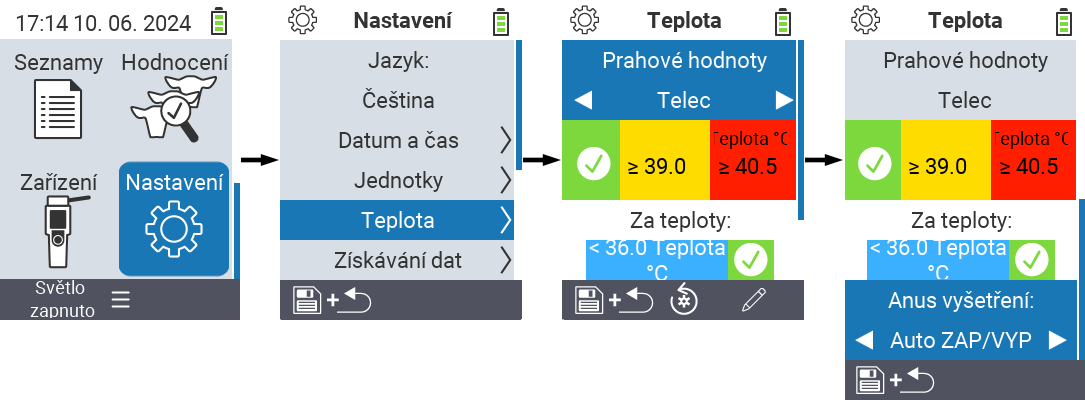 17:14 10. 06. 2024
Seznamy
Hodnocení
Zařízení
Nastavení
Světlo
zapnuto
Nastavení
Jazyk:
Čeština
Datum a čas
Jednotky
Teplota
Získávání dat
+
Teplota
Prahové hodnoty
Telec
≥ 39.0
Teplota °C
≥ 40.5
Za teploty:
< 36.0 Teplota
°C
+
Teplota
Prahové hodnoty
Telec
≥ 39.0
Teplota °C
≥ 40.5
Za teploty:
< 36.0 Teplota
°C
Anus vyšetření:
Auto ZAP/VYP
+